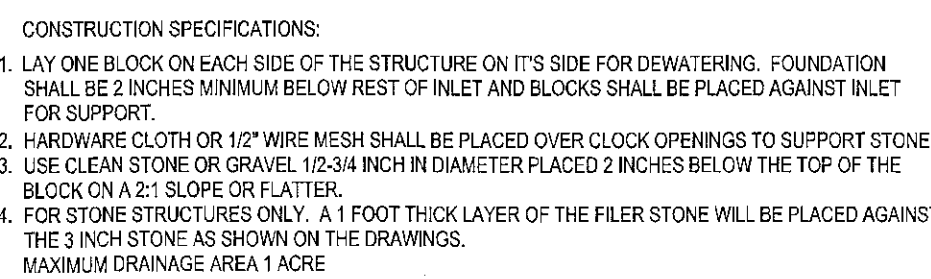 CONSTRUCTION SPECIFICATIONS:
1. LAY ONE BLOCK ON EACH SIDE OF THE STRUCTURE ON IT'S SIDE FOR DEWATERING. FOUNDATION
SHALL BE 2 INCHES MINIMUM BELOW REST OF INLET AND BLOCKS SHALL BE PLACED AGAINST INLET
FOR SUPPORT.
2. HARDWARE CLOTH OR 1/2" WIRE MESH SHALL BE PLACED OVER CLOCK OPENINGS TO SUPPORT STONE
3. USE CLEAN STONE OR GRAVEL 1/2-3/4 INCH IN DIAMETER PLACED 2 INCHES BELOW THE TOP OF THE
BLOCK ON A 2:1 SLOPE OR FLATTER.
4. FOR STONE STRUCTURES ONLY. A 1 FOOT THICK LAYER OF THE FILER STONE WILL BE PLACED AGAINS
THE 3 INCH STONE AS SHOWN ON THE DRAWINGS.
MAXIMUM DRAINAGE AREA 1 ACRE